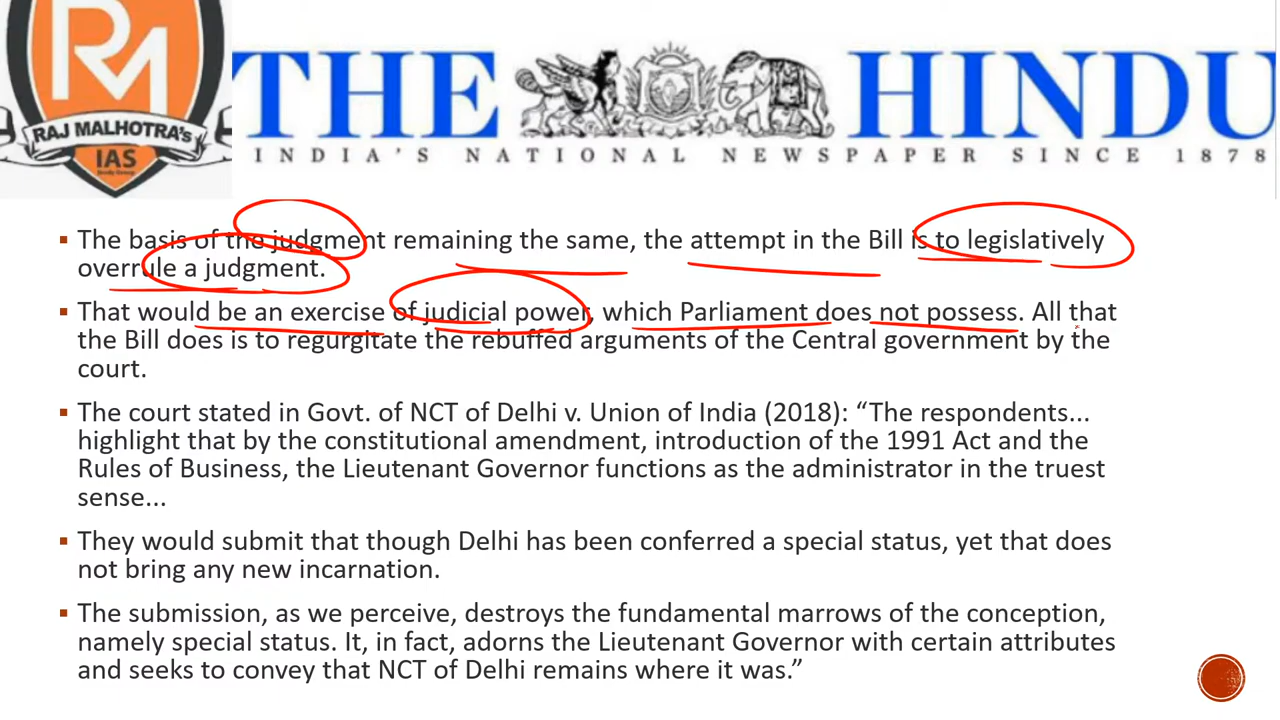 RM
RAJ MALHOTRA's
IAS
THE HINDU
INDIA'S NATIONAL NEWSPAPER SINCE 1878
The basis of the judgment remaining the same, the attempt in the Bill is to legislatively
overrule a judgment.
That would be an exercise of judicial power, which Parliament does not possess. All that
the Bill does is to regurgitate the rebuffed arguments of the Central government by the
court.
The court stated in Govt. of NCT of Delhi v. Union of India (2018): “The respondents...
highlight that by the constitutional amendment, introduction of the 1991 Act and the
Rules of Business, the Lieutenant Governor functions as the administrator in the truest
sense...
They would submit that though Delhi has been conferred a special status, yet that does
not bring any new incarnation.
The submission, as we perceive, destroys the fundamental marrows of the conception,
namely special status. It, in fact, adorns the Lieutenant Governor with certain attributes
and seeks to convey that NCT of Delhi remains where it was.”